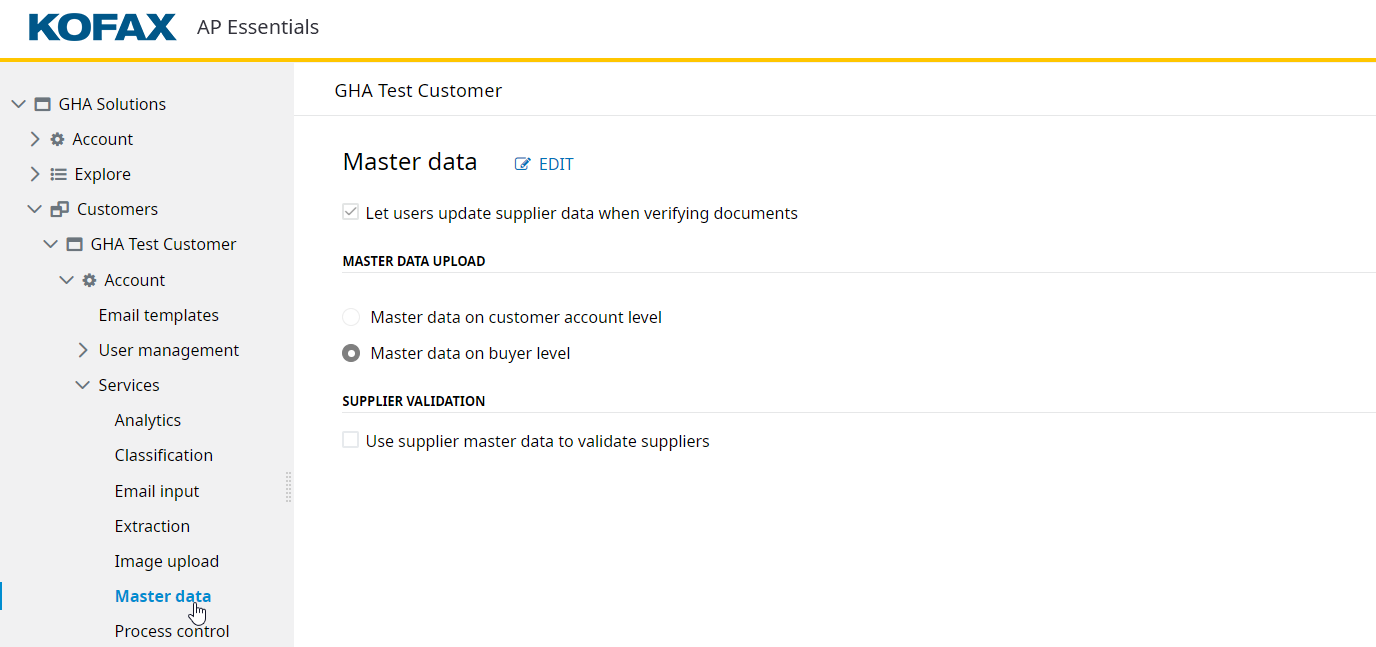 KOFAX AP Essentials
GHA Solutions
Account
Explore
Customers
GHA Test Customer
Account
Email templates
User management
Services
Analytics
Classification
Email input
Extraction
Image upload
Master data
Process control
GHA Test Customer
Master data EDIT
Let users update supplier data when verifying documents
MASTER DATA UPLOAD
Master data on customer account level
Master data on buyer level
SUPPLIER VALIDATION
Use supplier master data to validate suppliers